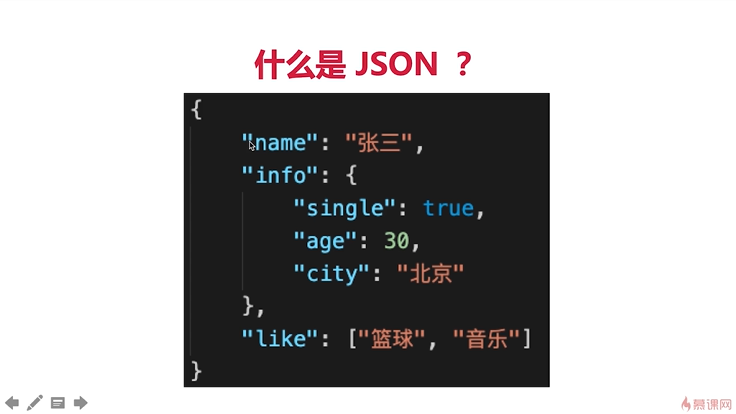 什么是 JSON ？
{
"name": "张三",
"info": {
"single": true,
"age": 30,
"city": "北京"
},
"like": ["篮球", "音乐"]
}
慕课网